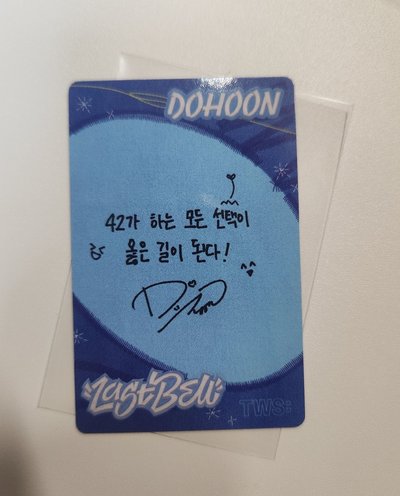 DOHOON
42가 하는 모든 선택이
옳은 길이 된다!
Dohoon
LASt BELL
TWS: